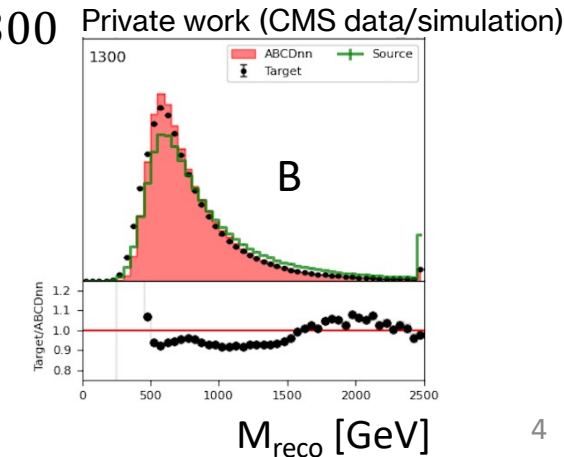 300 Private work (CMS data/simulation)
1300
ABCDnn
Source
Target
B
Target/ABCDnn
1.2
1.1
1.0
0.9
0.8
0 500 1000 1500 2000 2500
Mreco [GeV]
4